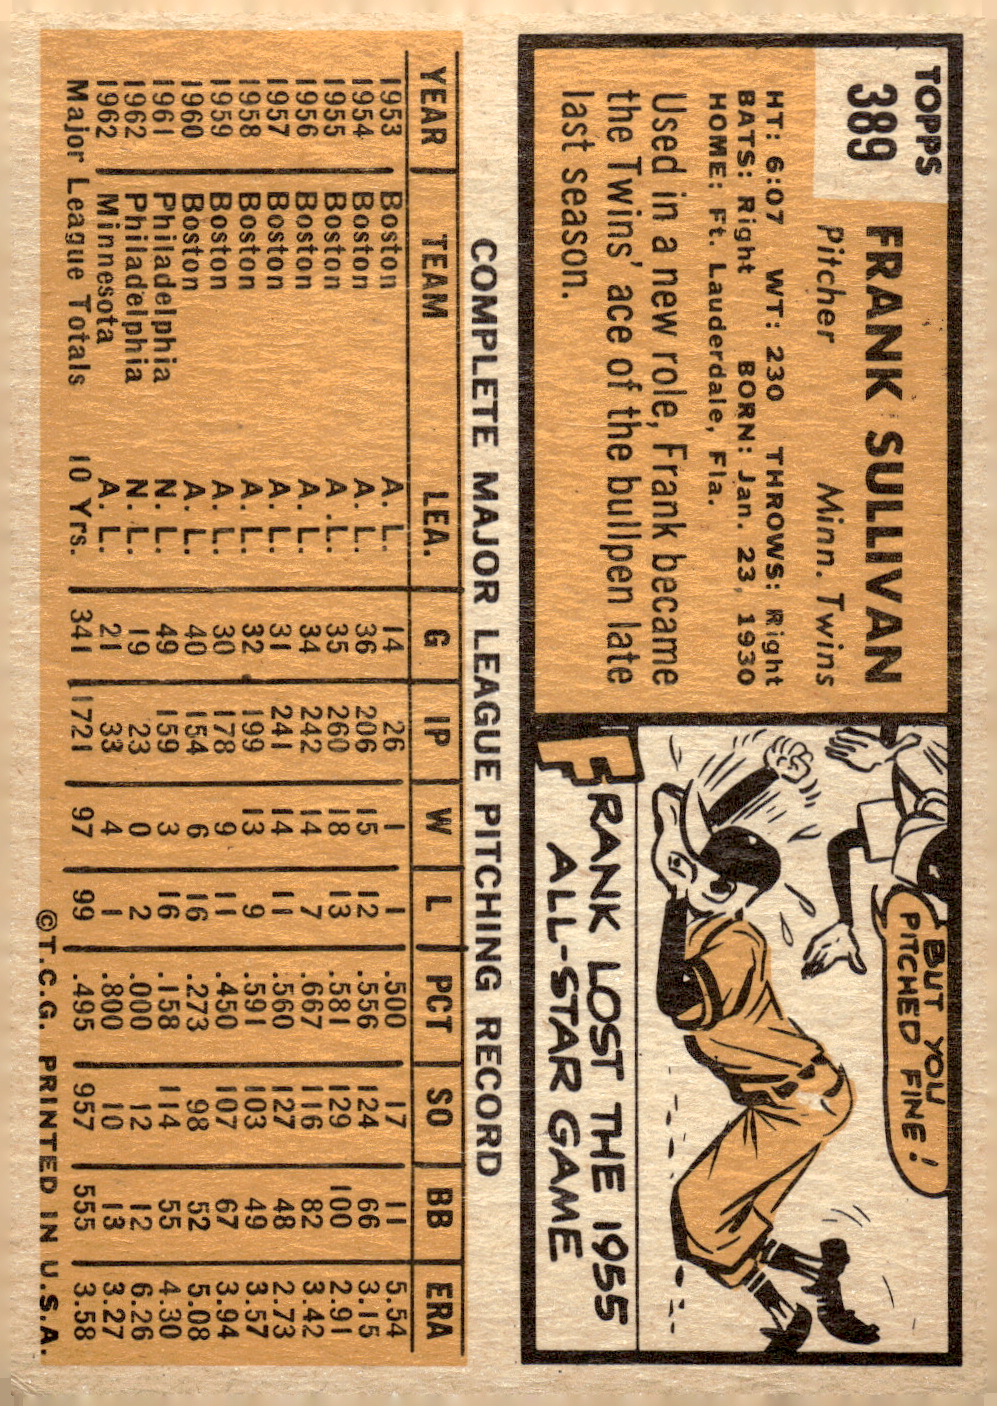 TOPPS
389
FRANK SULLIVAN
Pitcher Minn. Twins
HT: 6:07 WT: 230 THROWS: Right
BATS: Right BORN: Jan. 23, 1930
HOME: Ft. Lauderdale, Fla.
Used in a new role, Frank became
the Twins' ace of the bullpen late
last season.
BUT YOU
PITCHED FINE!
FRANK LOST THE 1955
ALL-STAR GAME
COMPLETE MAJOR LEAGUE PITCHING RECORD
YEAR TEAM LEA. G IP W L PCT SO BB ERA
1953 Boston A. L. 14 26 1 1 .500 17 11 5.54
1954 Boston A. L. 36 206 15 12 .556 124 66 3.15
1955 Boston A .L. 35 260 18 13 .581 129 100 2.91
1956 Boston A. L. 34 242 14 7 .667 116 82 3.42
1957 Boston A. L. 31 241 14 11 .560 127 48 2.73
1958 Boston A. L. 32 199 13 9 .591 103 49 3.57
1959 Boston A. L. 30 178 9 11 .450 107 67 3.94
1960 Boston A. L. 40 154 6 16 .273 98 52 5.08
1961 Philadelphia N. L. 49 159 3 16 .158 114 55 4.30
1962 Philadelphia N. L. 19 23 0 2 .000 12 12 6.26
1962 Minnesota A. L. 21 33 4 1 .800 10 13 3.27
Major League Totals 10 Yrs. 341 1721 97 99 .495 957 555 3.58
©T.C.G. PRINTED IN U.S.A.